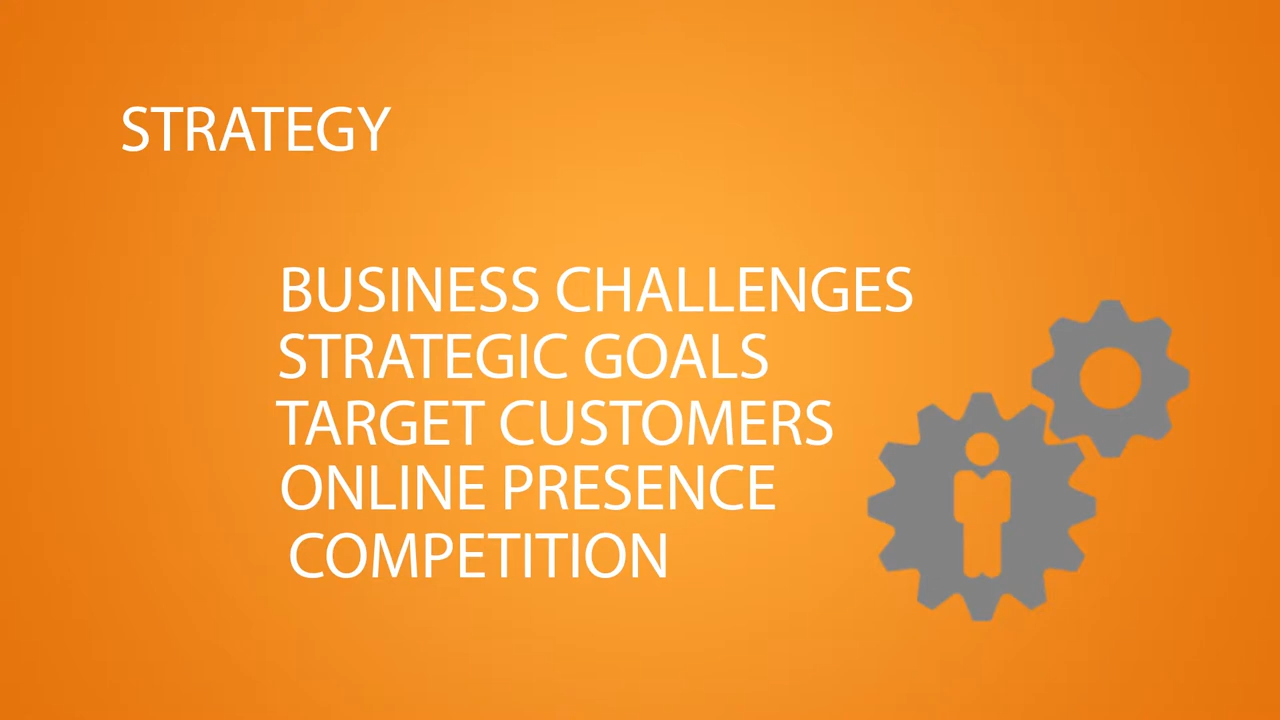 STRATEGY
BUSINESS CHALLENGES
STRATEGIC GOALS
TARGET CUSTOMERS
ONLINE PRESENCE
COMPETITION